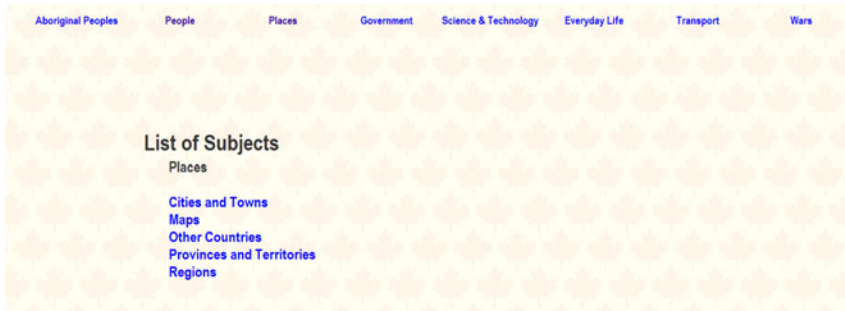 Aboriginal Peoples People Places Government Science & Technology Everyday Life Transport Wars
List of Subjects
Places
Cities and Towns
Maps
Other Countries
Provinces and Territories
Regions